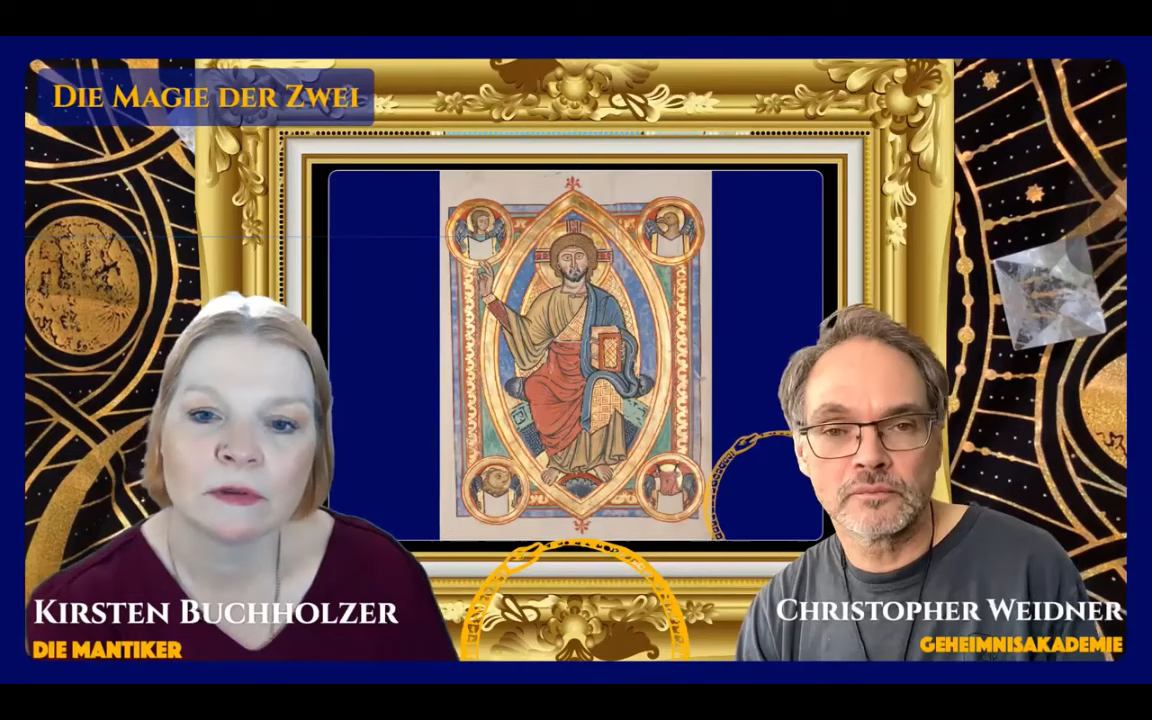 Die Magie der Zwei
Kirsten Buchholzer
DIE MANTIKER
Christopher Weidner
GEHEIMNISAKADEMIE